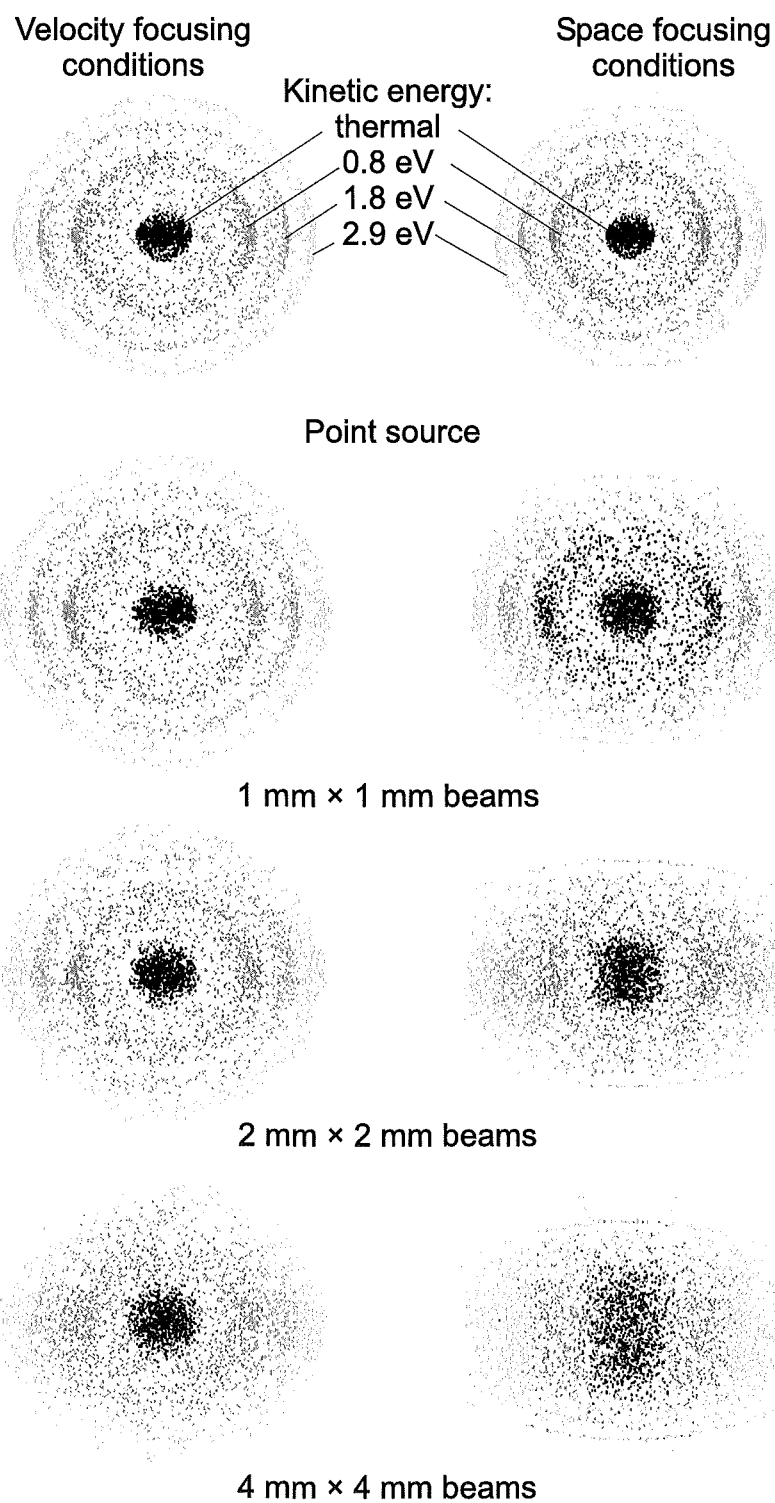 Velocity focusing
conditions
Space focusing
conditions
Kinetic energy:
thermal
0.8 eV
1.8 eV
2.9 eV
Point source
1 mm × 1 mm beams
2 mm × 2 mm beams
4 mm × 4 mm beams